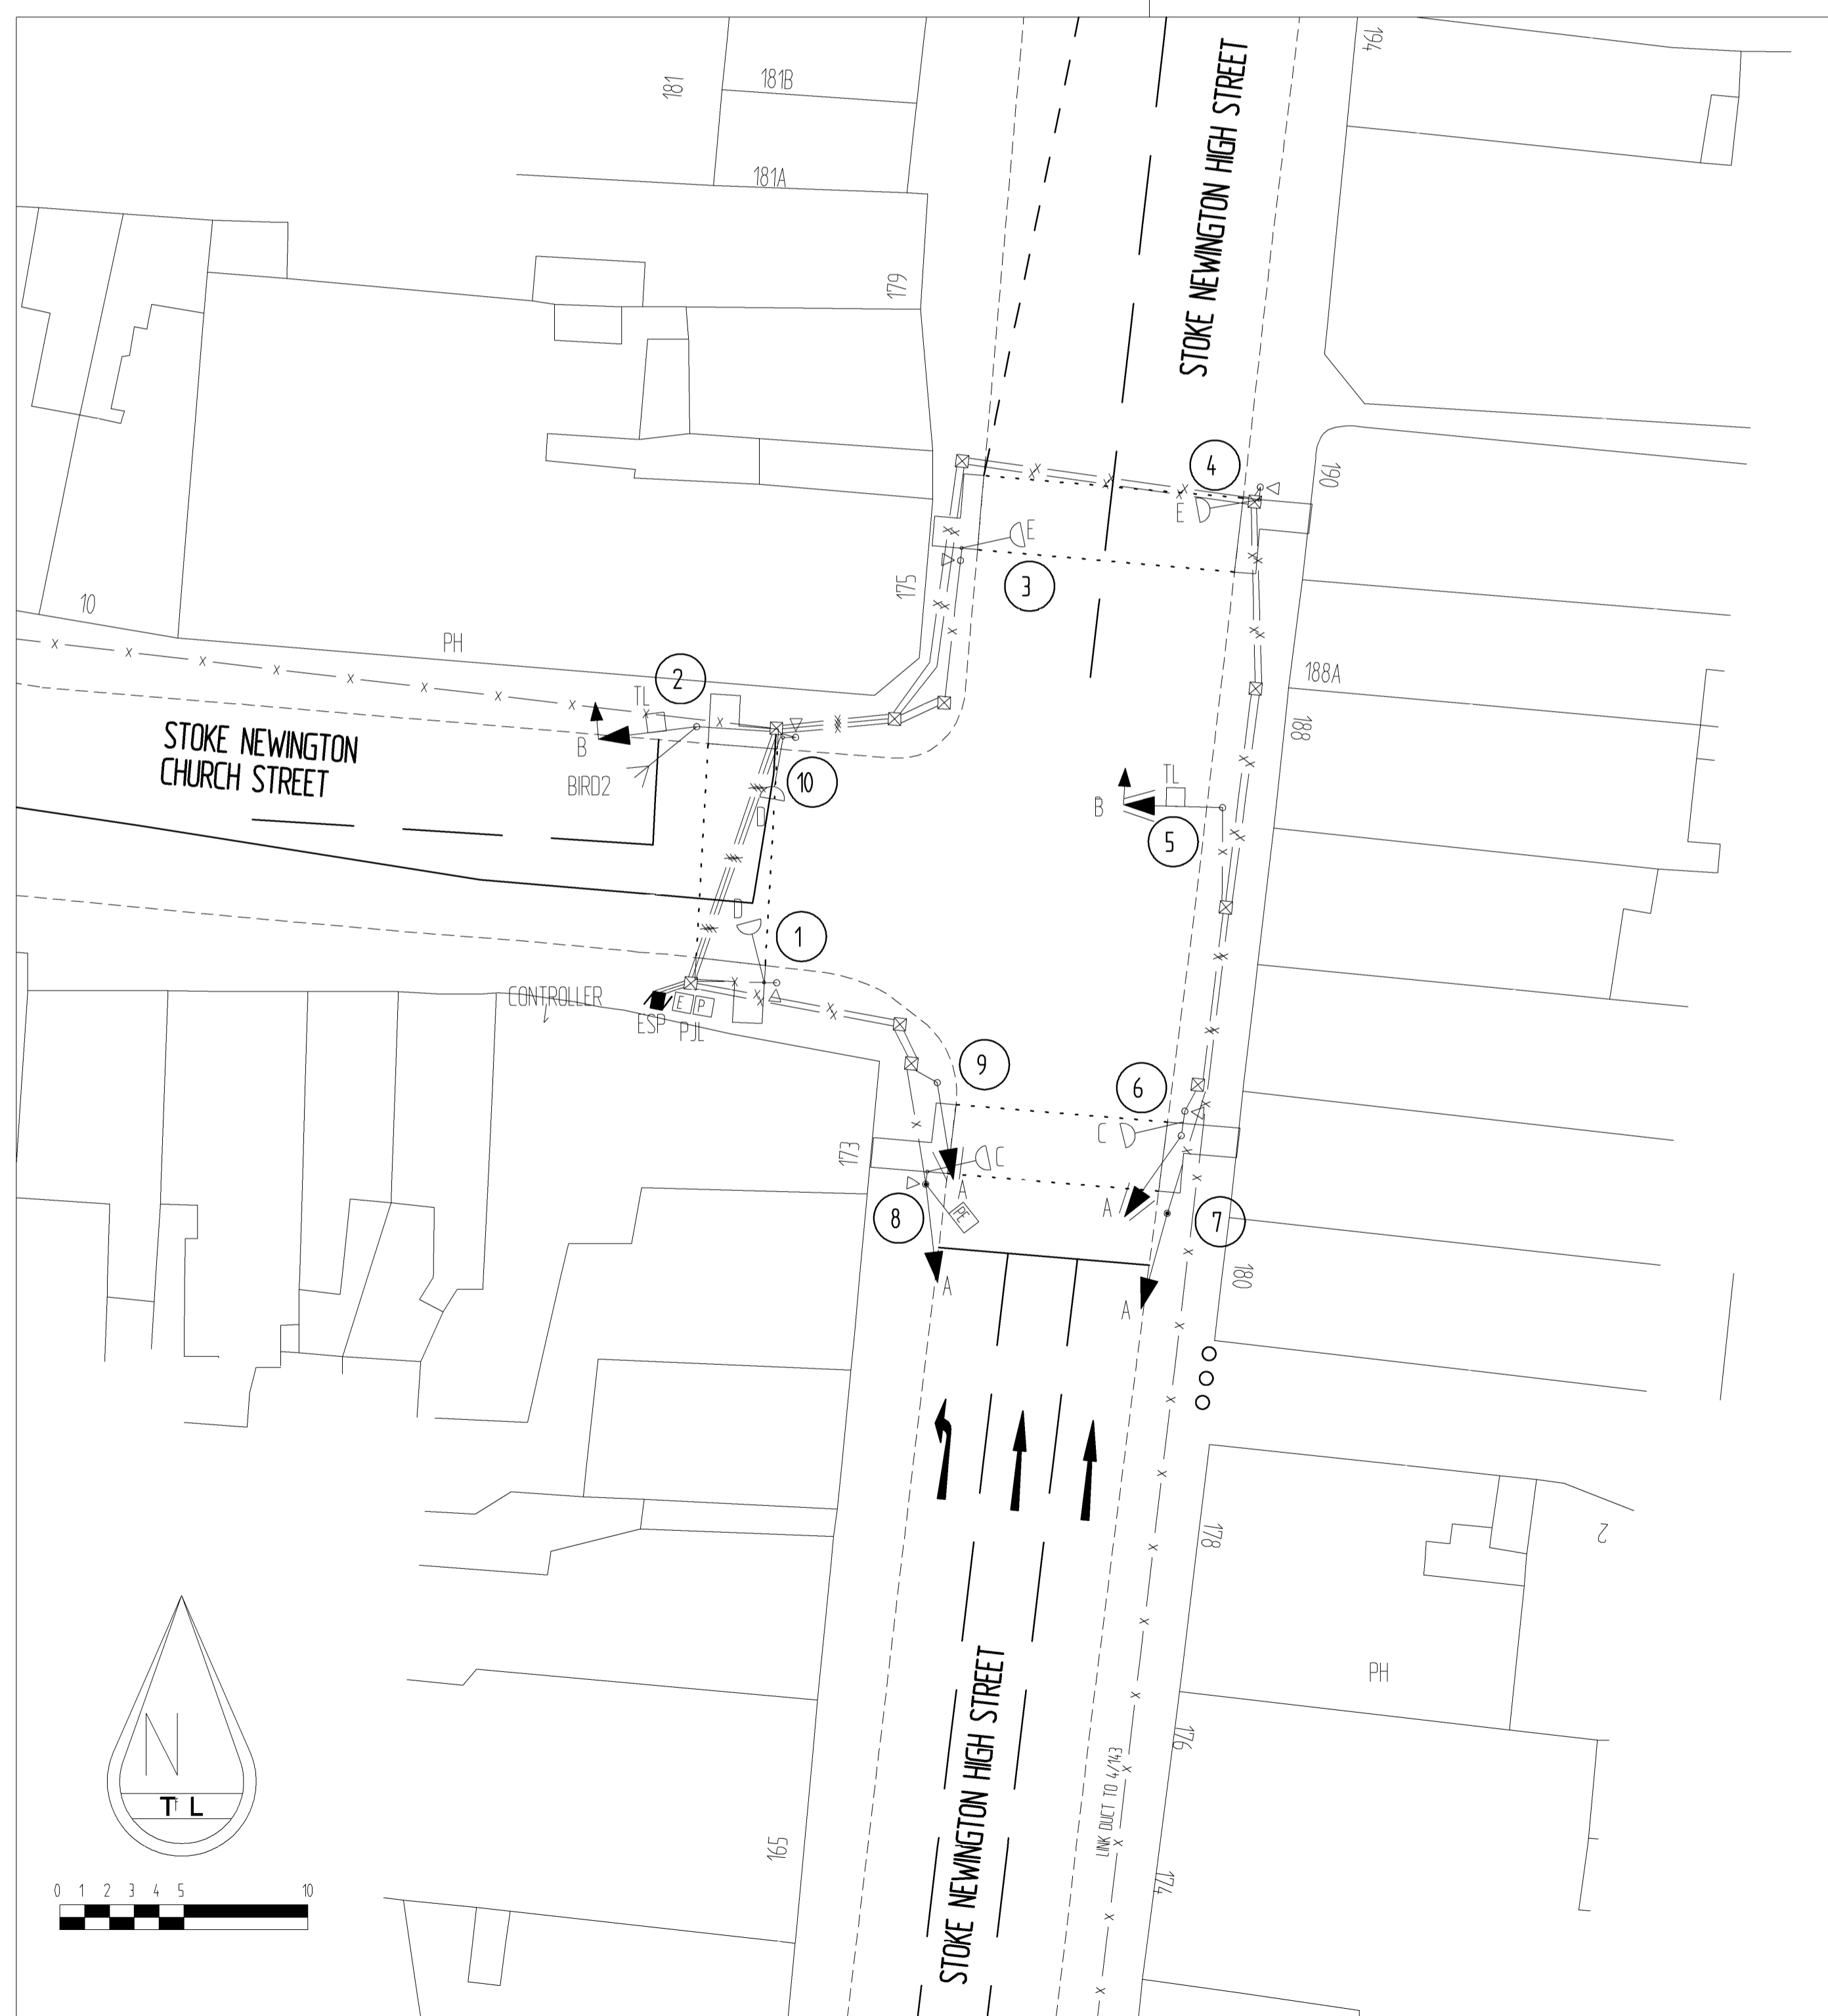 194
181
181B
STOKE NEWINGTON HIGH STREET
181A
179
4
190
E
E
3
175
10
PH
2
188A
TL
B
188
STOKE NEWINGTON
CHURCH STREET
BIRD2
10
D
TL
B
5
D
1
CONTROLLER
E
P
ESP
PJL
9
6
C
173
C
A
A
8
PE
7
A
A
180
178
2
PH
N
STOKE NEWINGTON HIGH STREET
176
LINK DUCT TO 4/143
TfL
165
174
0 1 2 3 4 5 10